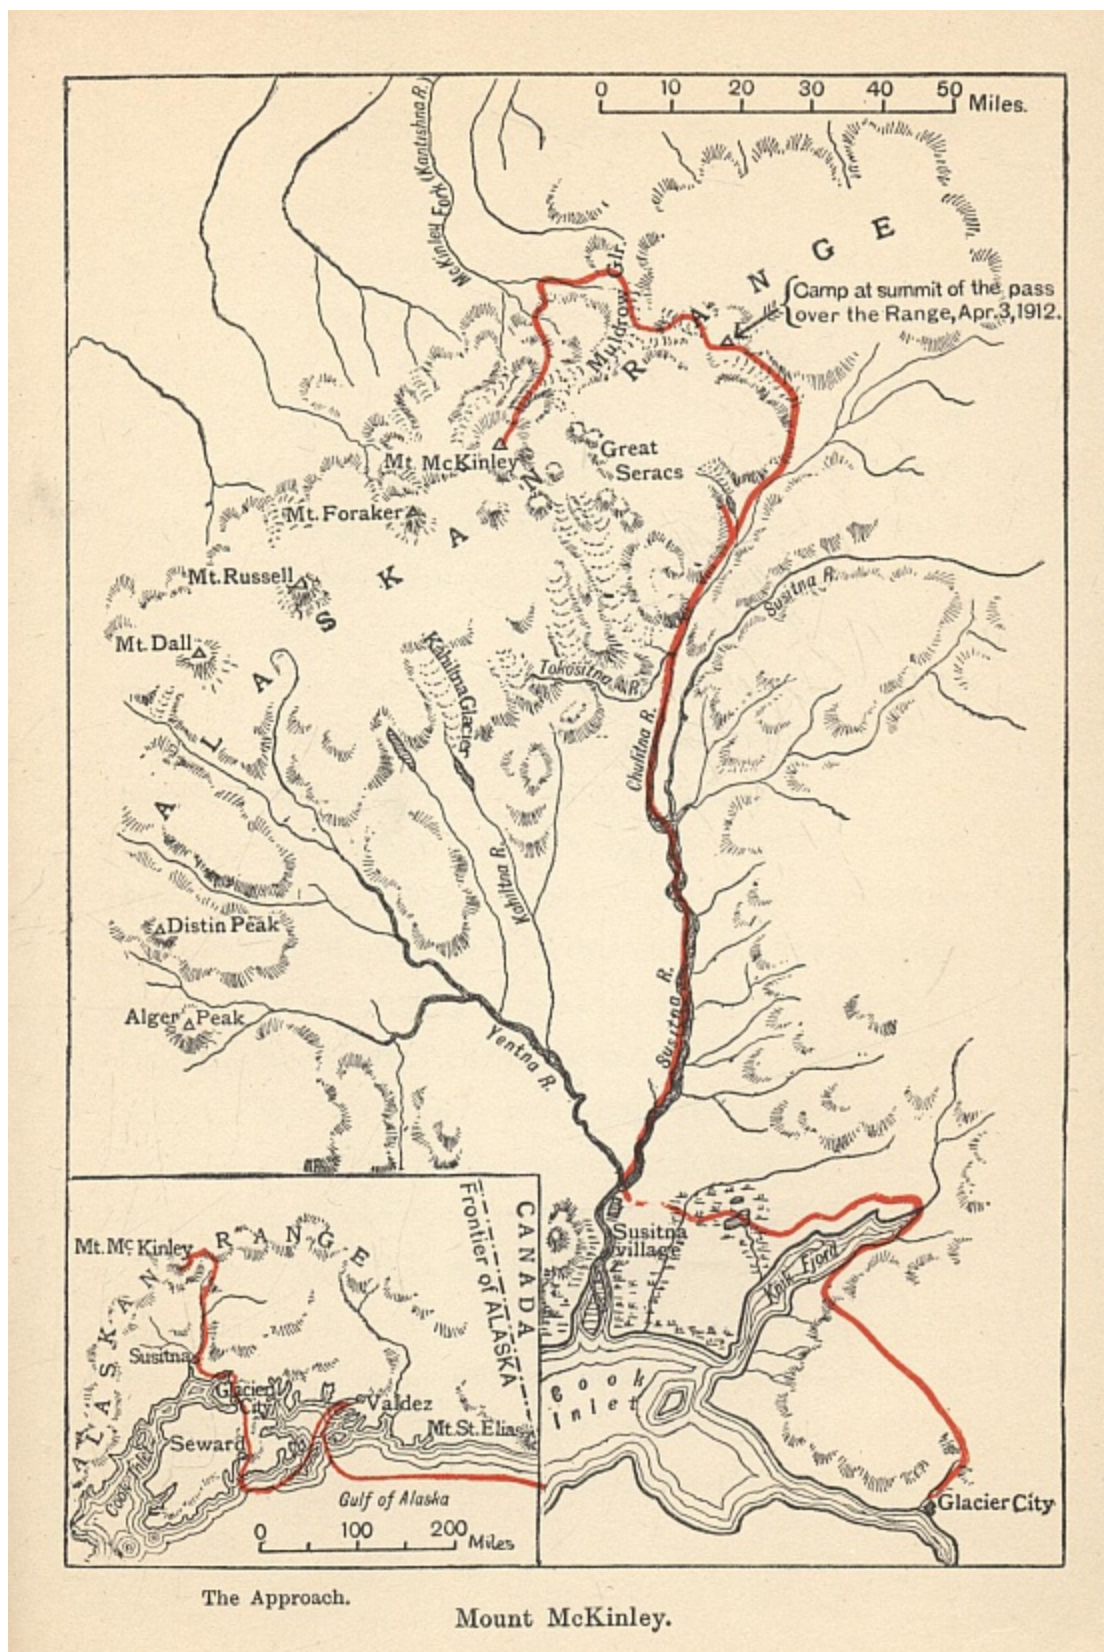 0 10 20 30 40 50 Miles.
McKinley Fork (Kantishna R.)
ALASKAN RANGE
Muldrow Glr.
Camp at summit of the pass
over the Range, Apr. 3, 1912.
Mt. McKinley
Great
Seracs
Mt. Foraker
Mt. Russell
Susitna R.
Mt. Dall
Kahiltna Glacier
Tokositna R.
Chulitna R.
Kahiltna R.
Distin Peak
Alger Peak
Yentna R.
Susitna R.
Susitna
village
Knik Fjord
Cook
Inlet
Glacier City
CANADA
Frontier of ALASKA
Mt. McKinley
ALASKAN RANGE
Susitna
Glacier
City
Valdez
Seward
Mt. St. Elias
Cook Inlet
Gulf of Alaska
0 100 200 Miles
The Approach.
Mount McKinley.